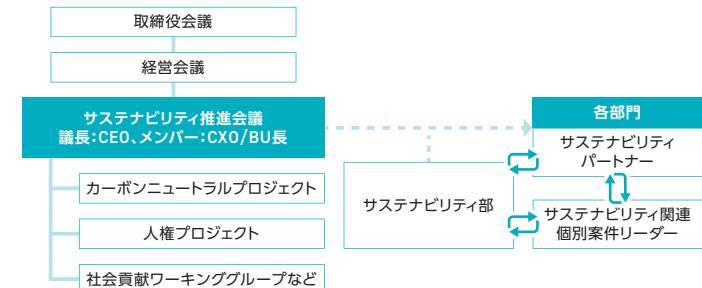 取締役会議
経営会議
サステナビリティ推進会議
議長：CEO、メンバー：CXO/BU長
カーボンニュートラルプロジェクト
人権プロジェクト
社会貢献ワーキンググループなど
サステナビリティ部
各部門
サステナビリティ
パートナー
サステナビリティ関連
個別案件リーダー